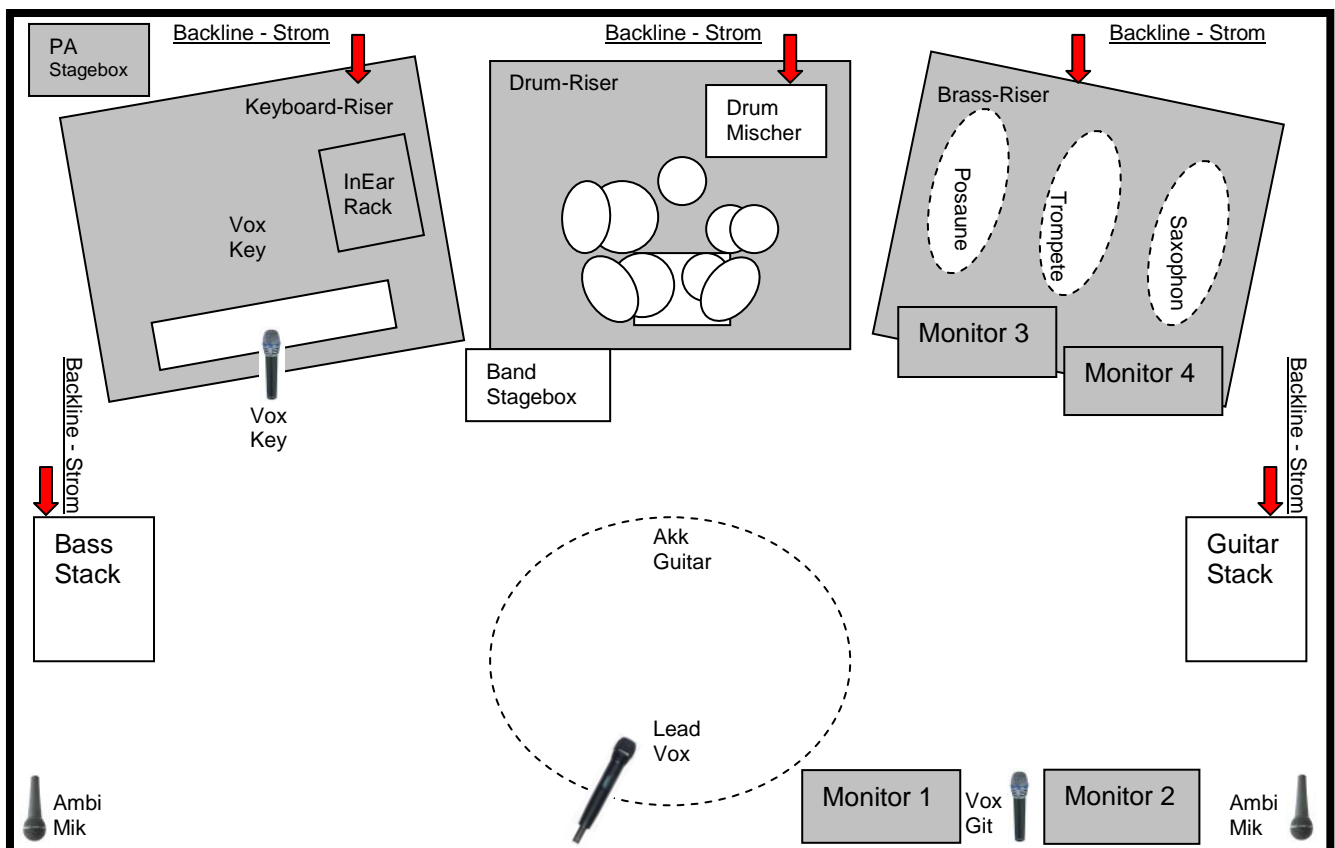 PA
Stagebox
Backline - Strom
Backline - Strom
Backline - Strom
Keyboard-Riser
InEar
Rack
Vox
Key
Vox
Key
Drum-Riser
Drum
Mischer
Band
Stagebox
Brass-Riser
Posaune
Trompete
Saxophon
Monitor 3
Monitor 4
Backline - Strom
Bass
Stack
Backline - Strom
Guitar
Stack
Akk
Guitar
Lead
Vox
Ambi
Mik
Monitor 1
Vox
Git
Monitor 2
Ambi
Mik